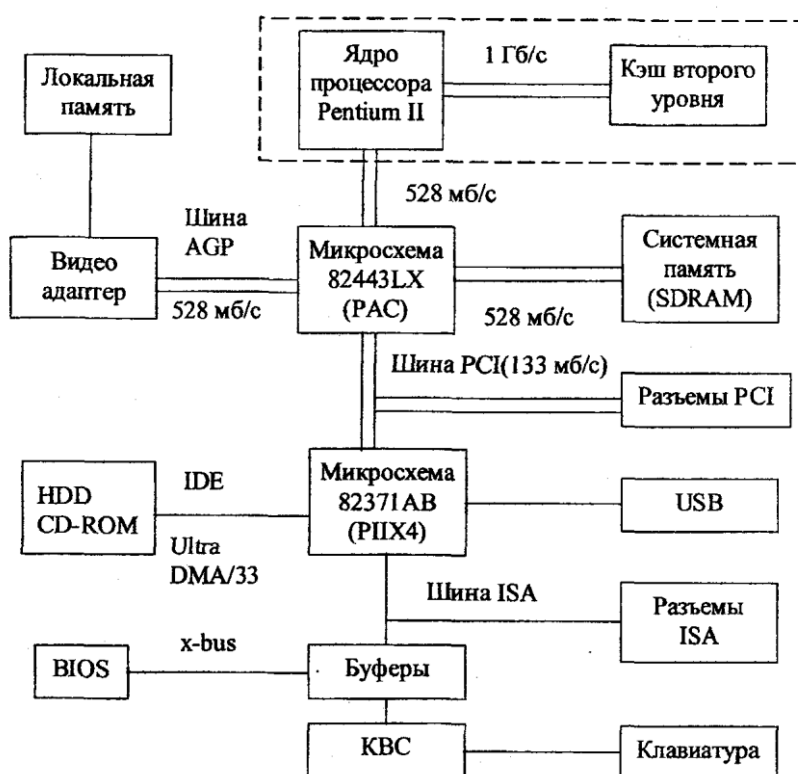 Ядро
процессора
Pentium II
1 Гб/с
Кэш второго
уровня
Локальная
память
528 мб/с
Шина
AGP
Видео
адаптер
528 мб/с
Микросхема
82443LX
(PAC)
528 мб/с
Системная
память
(SDRAM)
Шина PCI(133 мб/с)
Разъемы PCI
HDD
CD-ROM
IDE
Ultra
DMA/33
Микросхема
82371AB
(PIIX4)
USB
Шина ISA
Разъемы
ISA
BIOS
x-bus
Буферы
КВС
Клавиатура